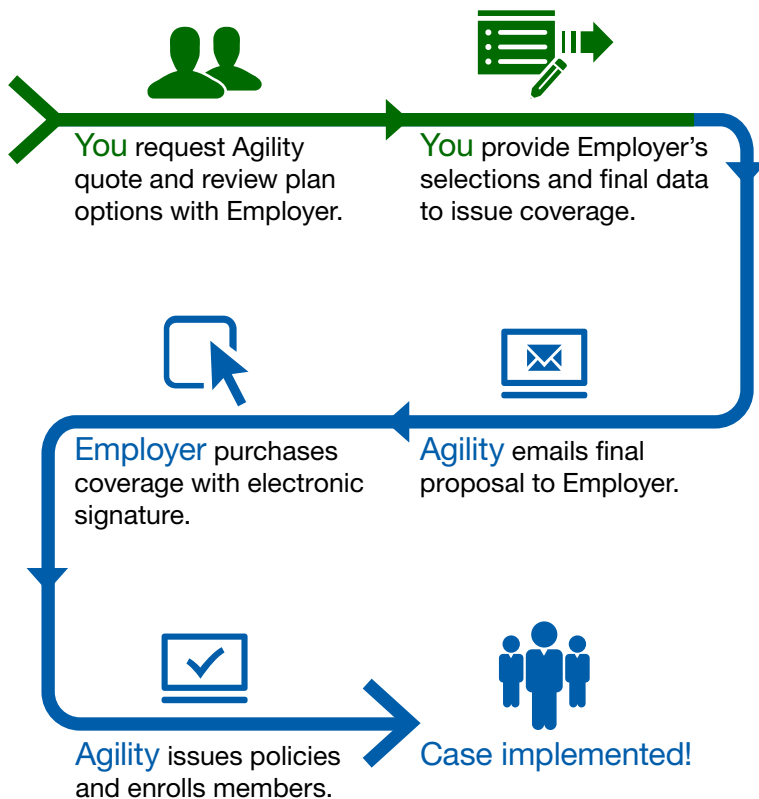 You request Agility
quote and review plan
options with Employer.
You provide Employer’s
selections and final data
to issue coverage.
Agility emails final
proposal to Employer.
Employer purchases
coverage with electronic
signature.
Agility issues policies
and enrolls members.
Case implemented!